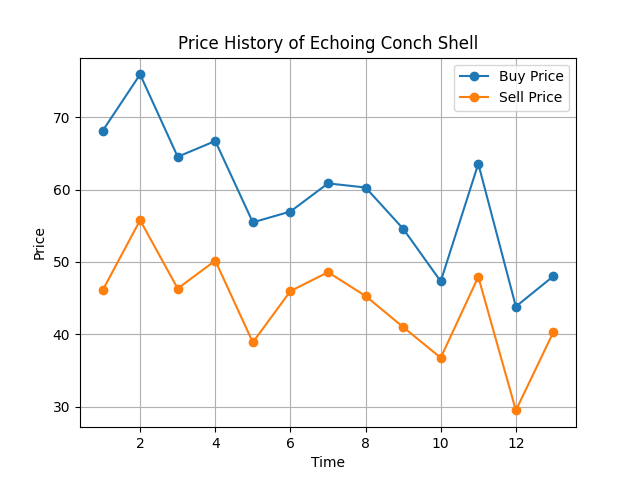 Price History of Echoing Conch Shell
Buy Price
Sell Price
Price
70
60
50
40
30
2 4 6 8 10 12
Time